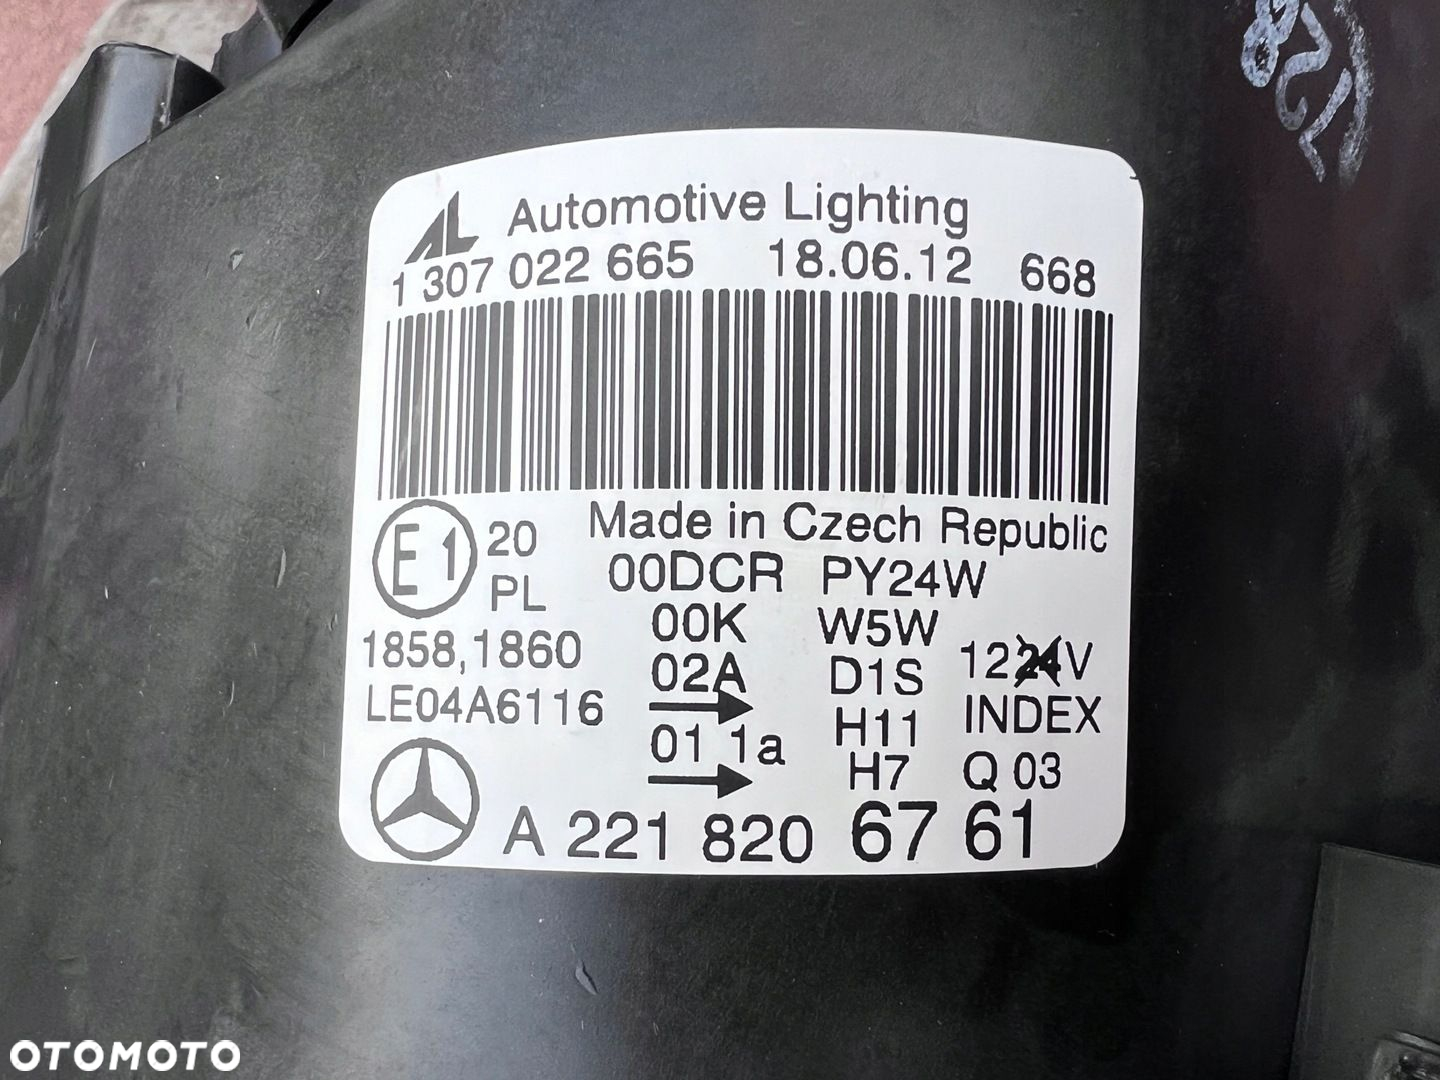 728
AL Automotive Lighting
1 307 022 665 18.06.12 668
Made in Czech Republic
E1 20 00DCR PY24W
PL 00K W5W
1858,1860 02A D1S 1224V
LE04A6116 01 1a H11 INDEX
H7 Q 03
A 221 820 67 61
OTOMOTO